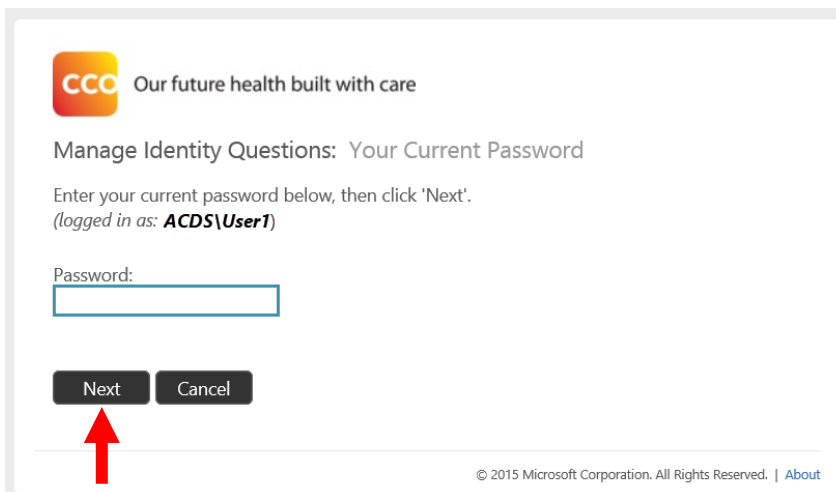 CCO Our future health built with care
Manage Identity Questions: Your Current Password
Enter your current password below, then click 'Next'.
(logged in as: ACDS\User1)
Password:
Next Cancel
© 2015 Microsoft Corporation. All Rights Reserved. | About